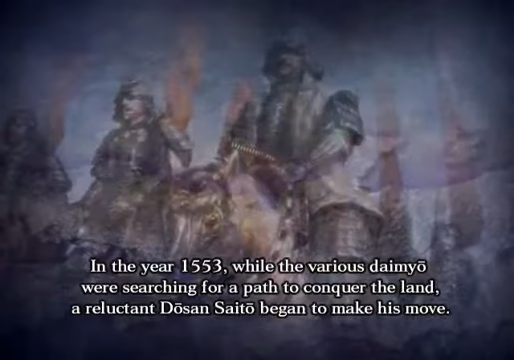 In the year 1553, while the various daimyō
were searching for a path to conquer the land,
a reluctant Dōsan Saitō began to make his move.